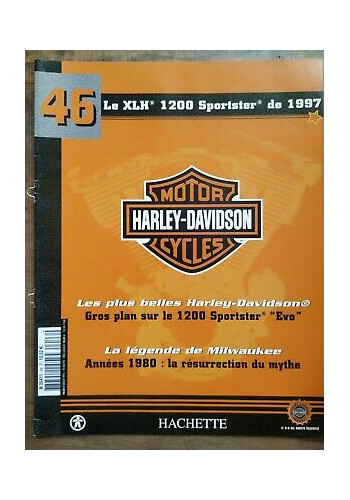 46
Le XLH® 1200 Sportster® de 1997
MOTOR
HARLEY-DAVIDSON
CYCLES
Les plus belles Harley-Davidson®
Gros plan sur le 1200 Sportster® "Evo"
La légende de Milwaukee
Années 1980 : la résurrection du mythe
HACHETTE